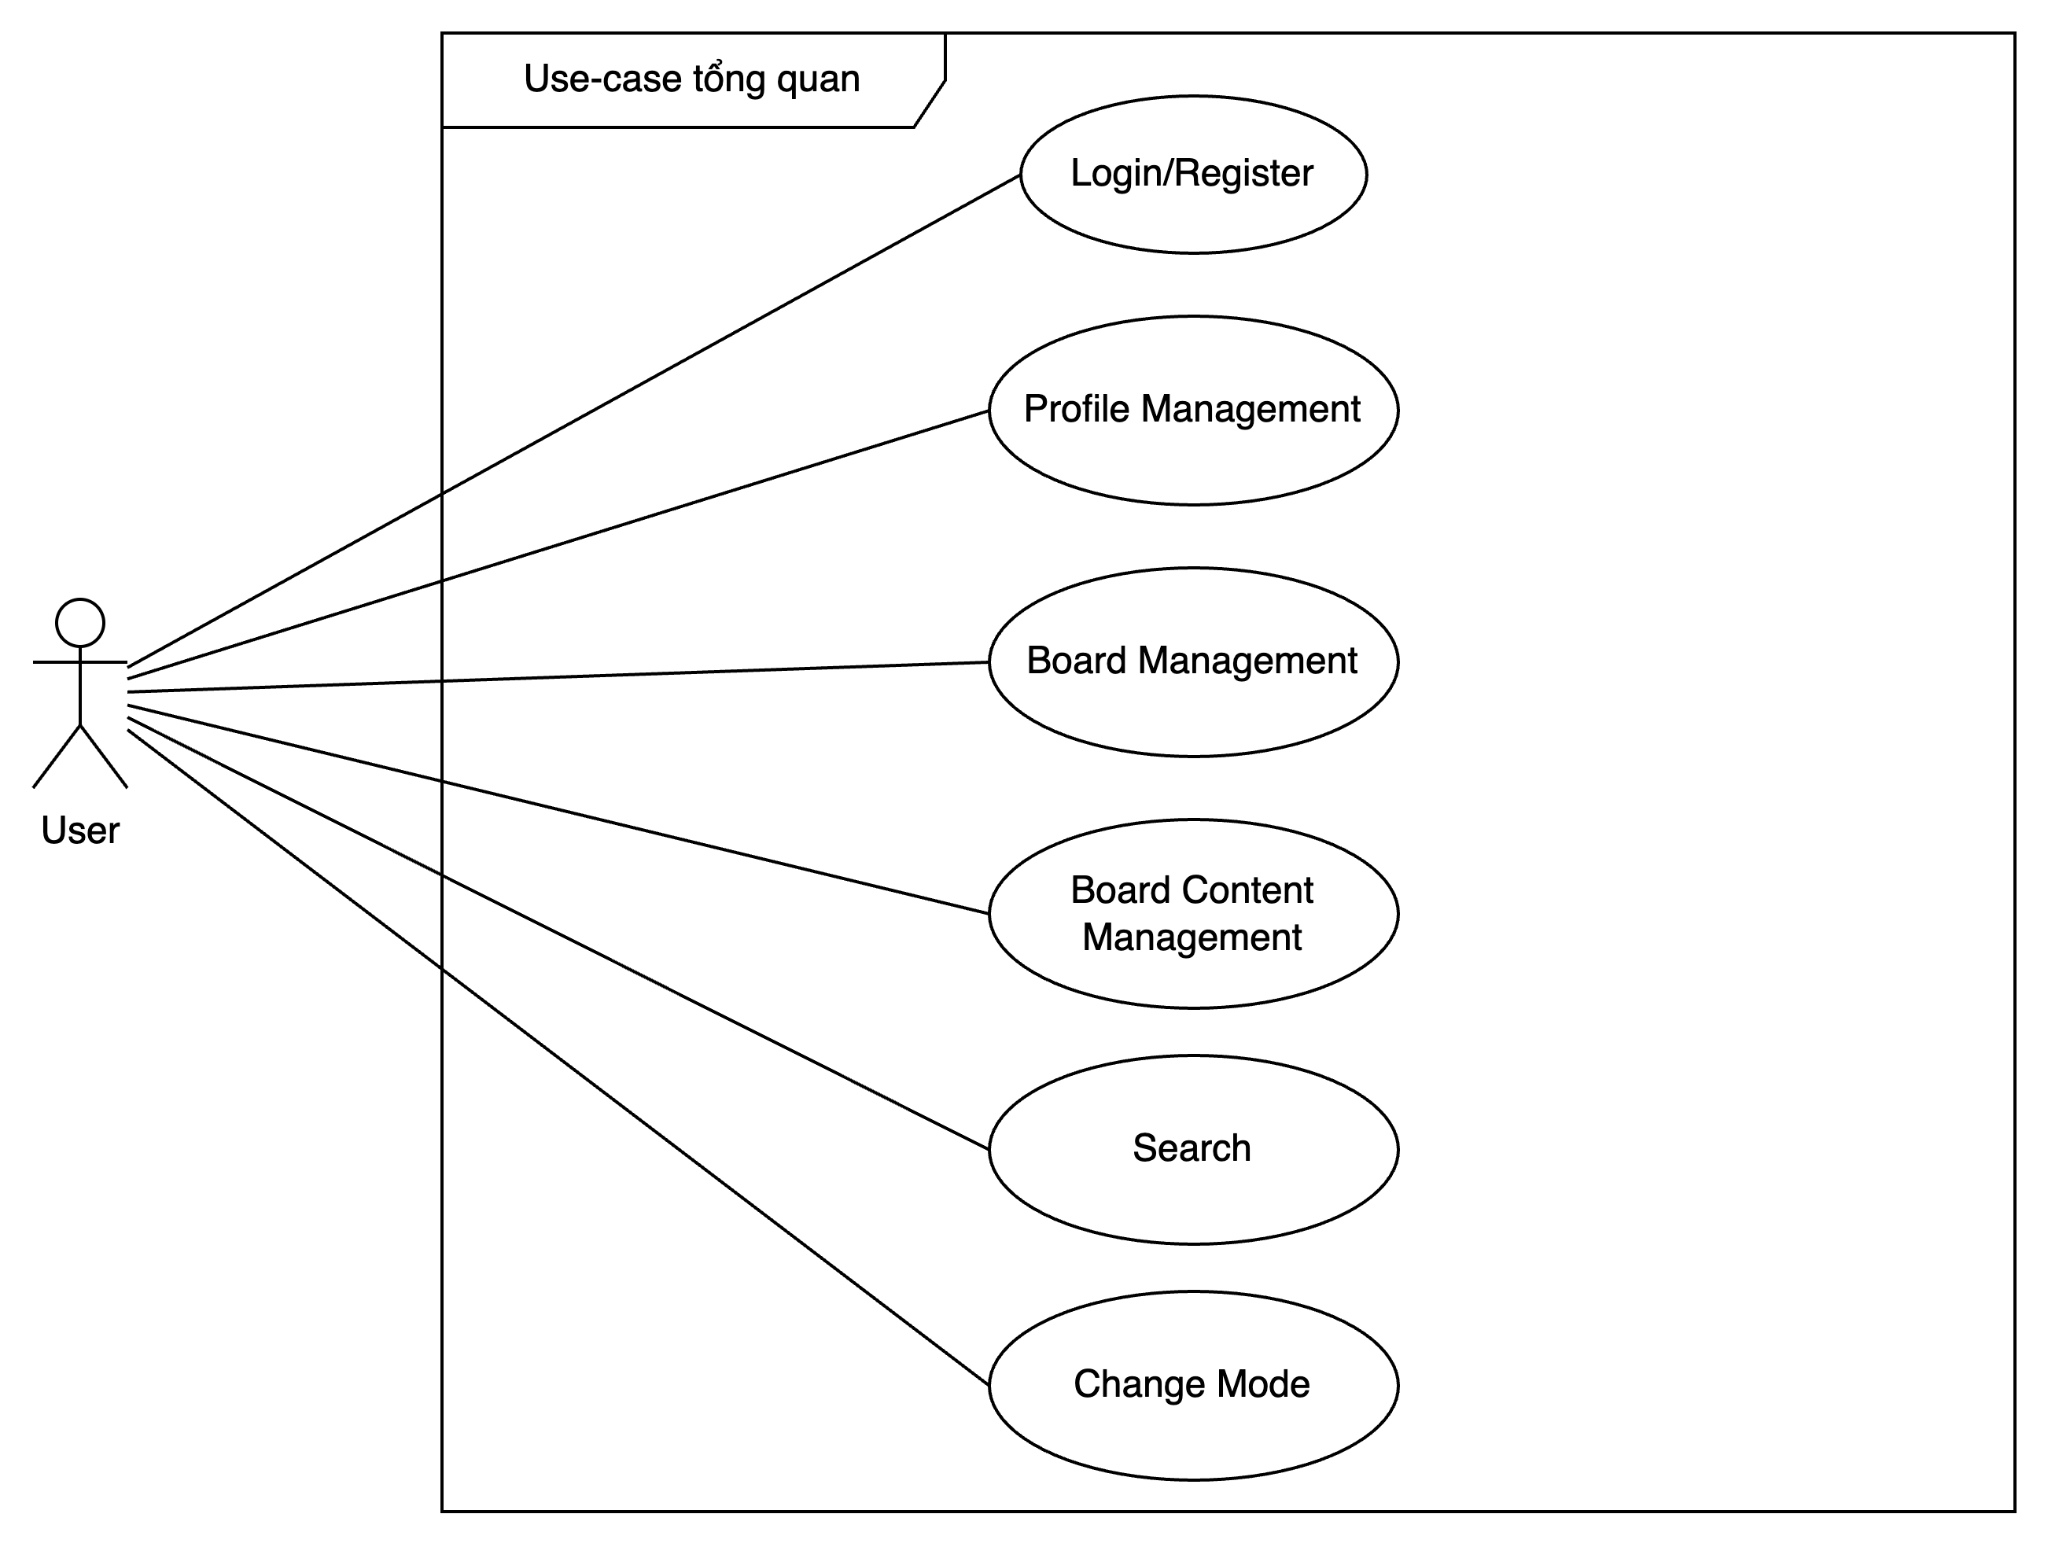 Use-case tổng quan
Login/Register
Profile Management
Board Management
User
Board Content
Management
Search
Change Mode